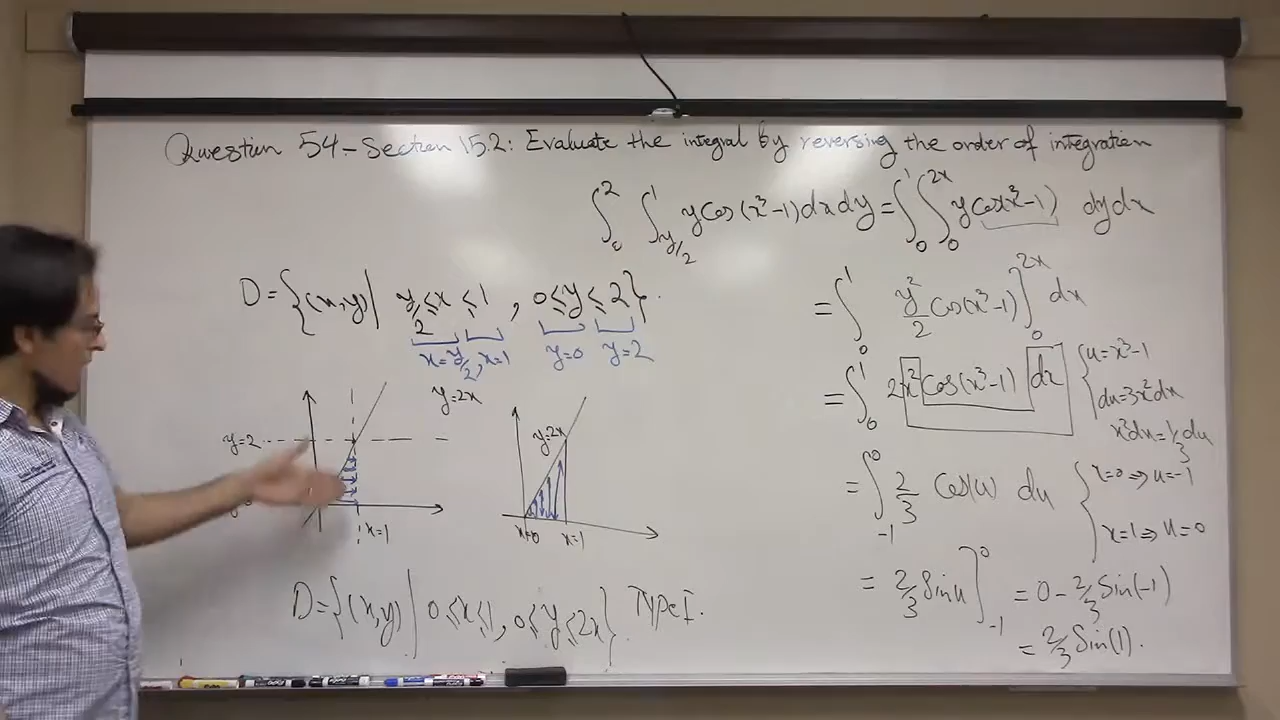 Question 54 - Section 15.2: Evaluate the integral by reversing the order of integration
∫₀² ∫_{y/2}^1 y cos(x³-1) dx dy = ∫₀¹ ∫₀^{2x} y cos(x³-1) dy dx
D = {(x,y) | y/2 ≤ x ≤ 1, 0 ≤ y ≤ 2}.
x = y/2, x=1 y=0 y=2
= ∫₀¹ y²/2 cos(x³-1) ]₀^{2x} dx
= ∫₀¹ 2x² cos(x³-1) dx
{ u = x³-1
du = 3x² dx
x² dx = 1/3 du
y=2x
y=2
x=1
y=2x
x=0
x=1
= ∫_{-1}^0 2/3 cos(u) du
{ x=0 ⇒ u=-1
x=1 ⇒ u=0
= 2/3 Sin u ]_{-1}^0 = 0 - 2/3 Sin(-1)
= 2/3 Sin(1).
D = {(x,y) | 0 ≤ x ≤ 1, 0 ≤ y ≤ 2x} Type I.